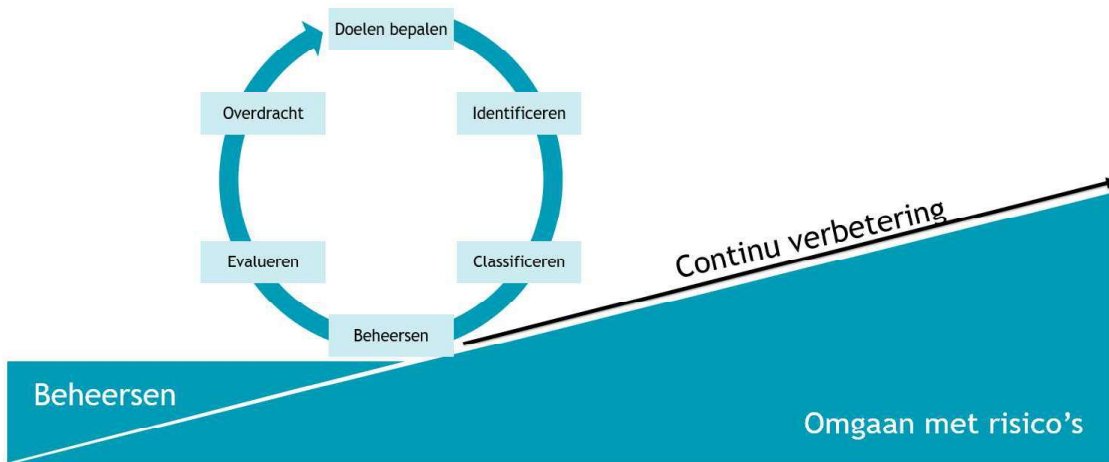 Doelen bepalen
Overdracht
Identificeren
Evalueren
Classificeren
Beheersen
Continu verbetering
Beheersen
Omgaan met risico's